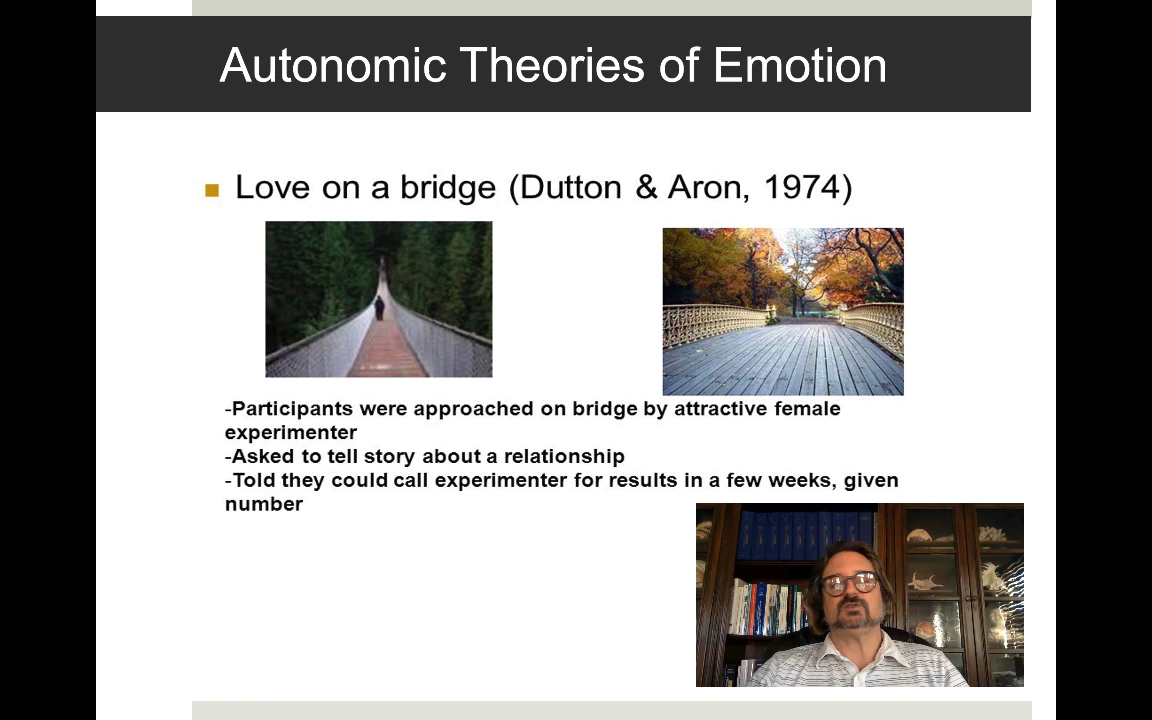 Autonomic Theories of Emotion
Love on a bridge (Dutton & Aron, 1974)
-Participants were approached on bridge by attractive female
experimenter
-Asked to tell story about a relationship
-Told they could call experimenter for results in a few weeks, given
number